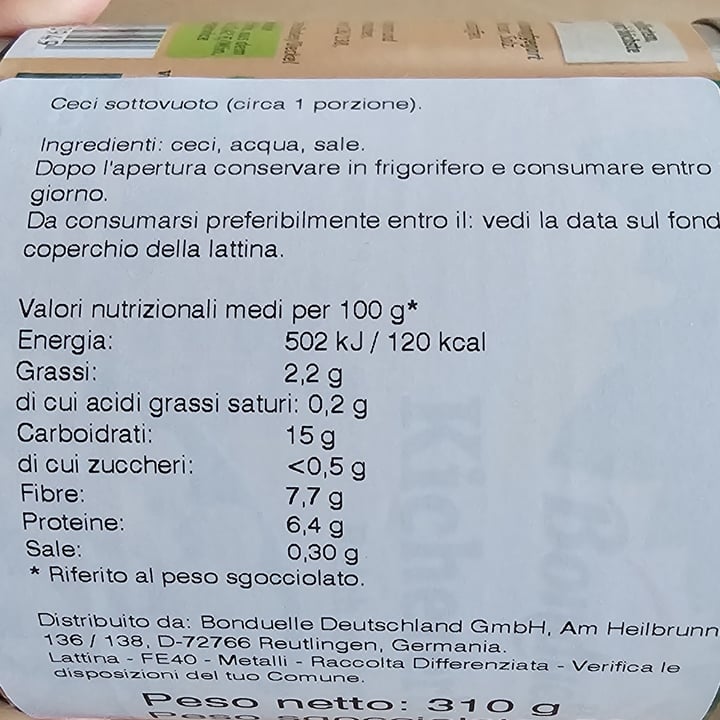 Ceci sottovuoto (circa 1 porzione).
Ingredienti: ceci, acqua, sale.
Dopo l'apertura conservare in frigorifero e consumare entro
giorno.
Da consumarsi preferibilmente entro il: vedi la data sul fond
coperchio della lattina.
Valori nutrizionali medi per 100 g*
Energia: 502 kJ / 120 kcal
Grassi: 2,2 g
di cui acidi grassi saturi: 0,2 g
Carboidrati: 15 g
di cui zuccheri: <0,5 g
Fibre: 7,7 g
Proteine: 6,4 g
Sale: 0,30 g
* Riferito al peso sgocciolato.
Distribuito da: Bonduelle Deutschland GmbH, Am Heilbrunn
136 / 138, D-72766 Reutlingen, Germania.
Lattina - FE40 - Metalli - Raccolta Differenziata - Verifica le
disposizioni del tuo Comune.
Peso netto: 310 g